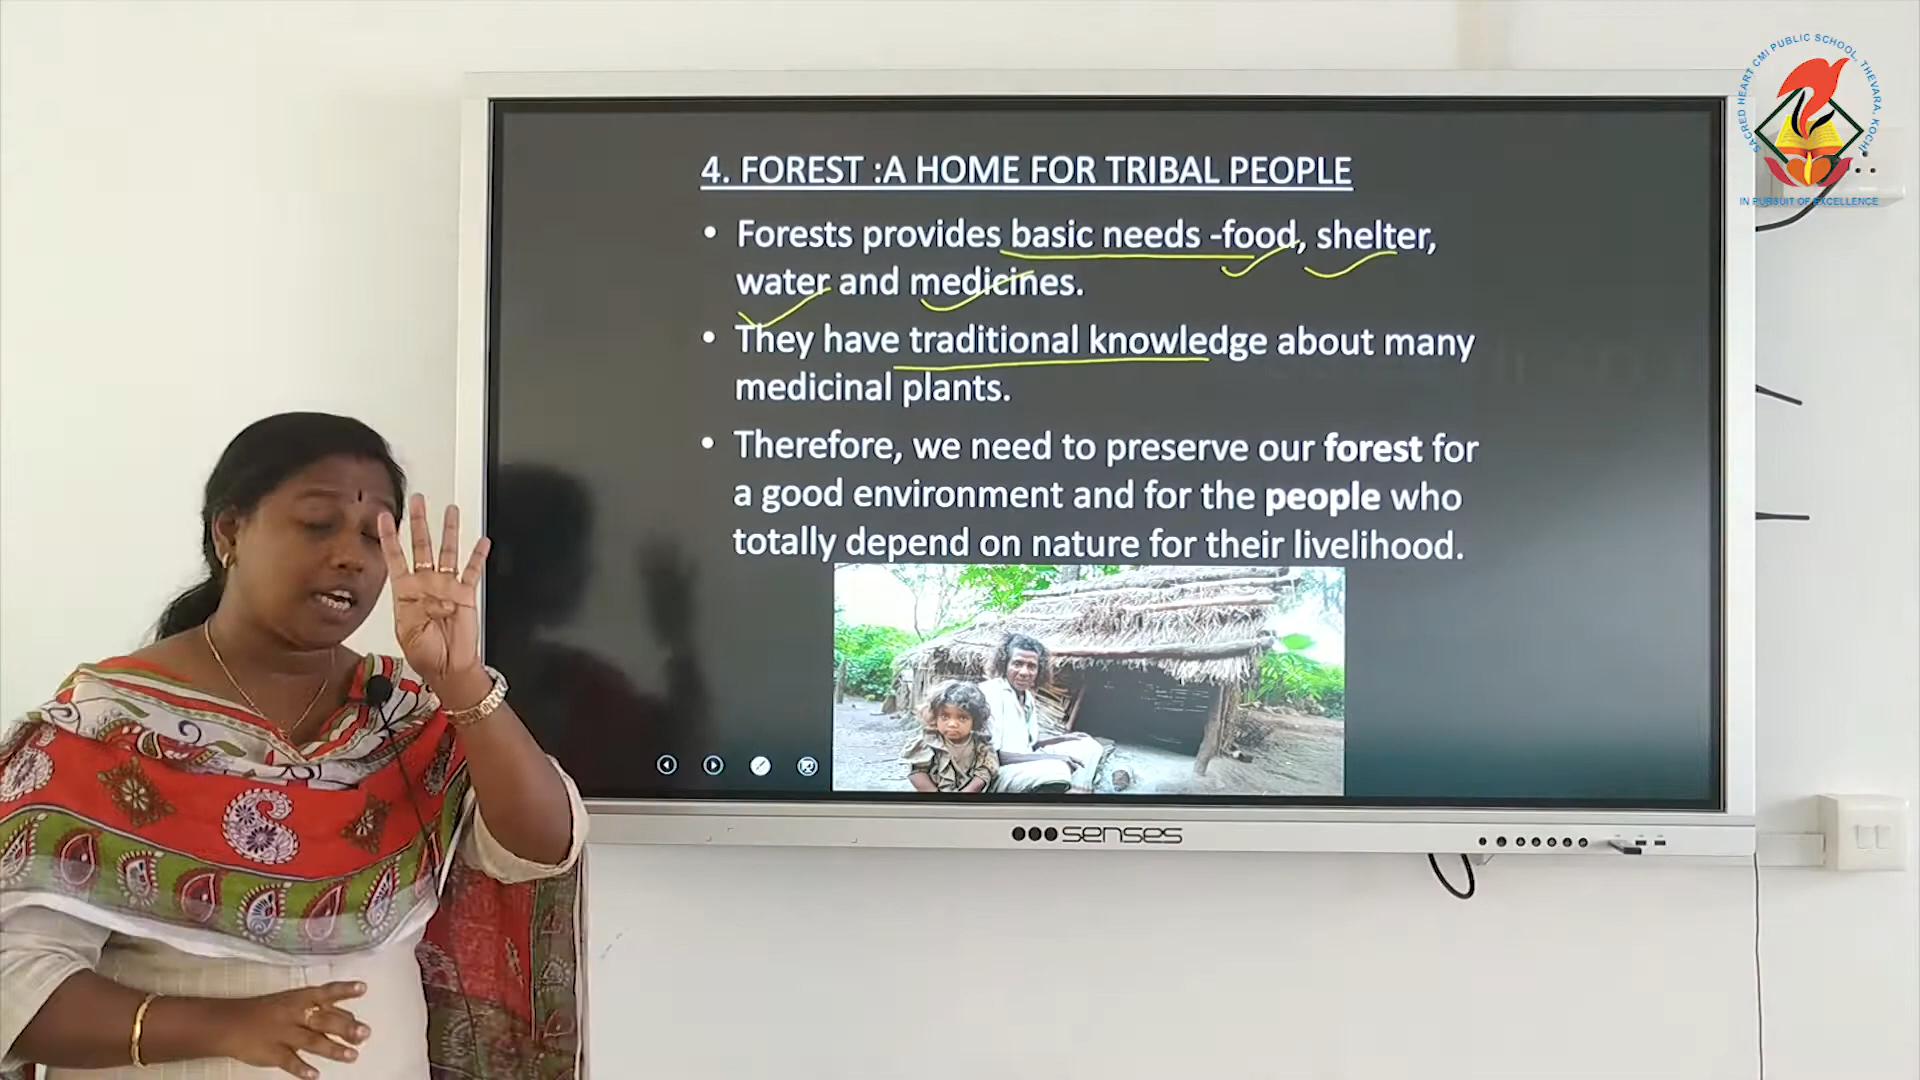 4. FOREST :A HOME FOR TRIBAL PEOPLE
• Forests provides basic needs -food, shelter,
water and medicines.
• They have traditional knowledge about many
medicinal plants.
• Therefore, we need to preserve our forest for
a good environment and for the people who
totally depend on nature for their livelihood.
senses
SACRED HEART CMI PUBLIC SCHOOL, THEVARA, KOCHI
IN PURSUIT OF EXCELLENCE